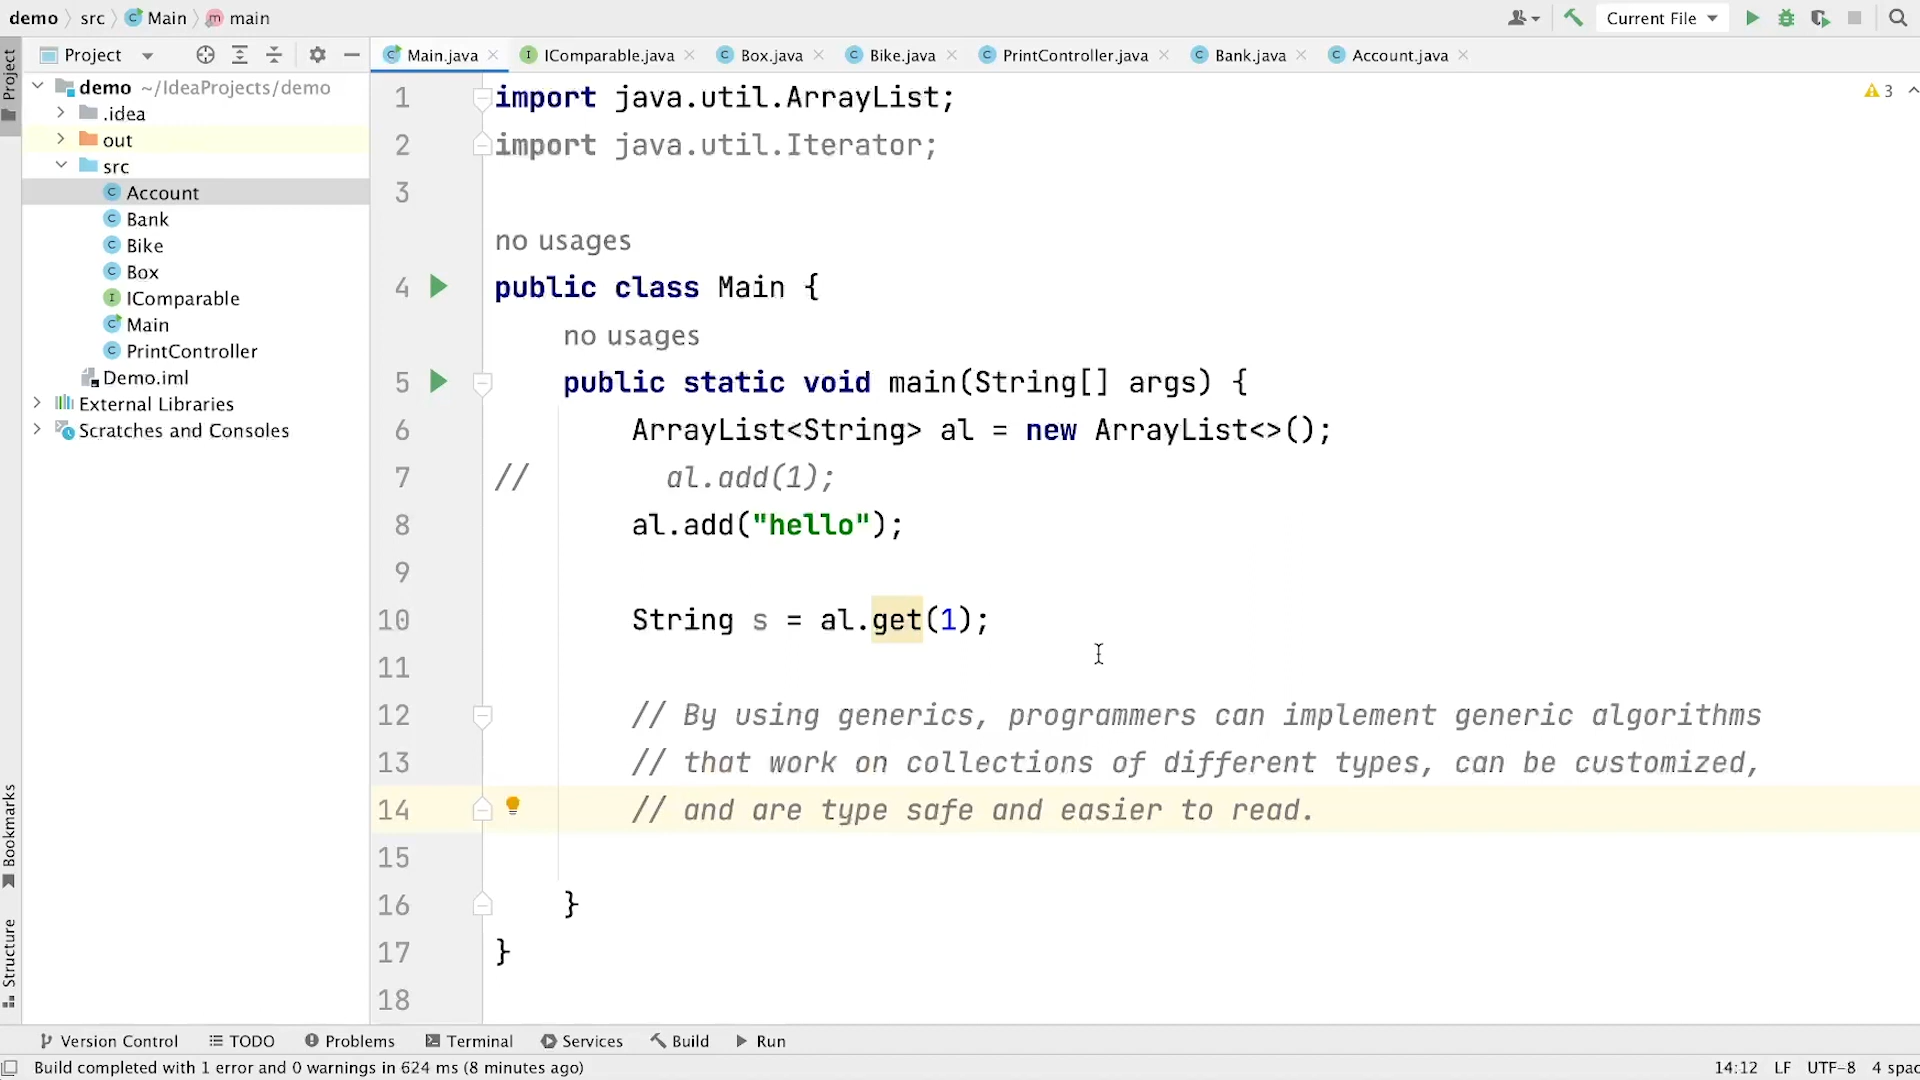 demo src Main main
Current File
Project
Main.java IComparable.java Box.java Bike.java PrintController.java Bank.java Account.java
Project
demo ~/IdeaProjects/demo
.idea
out
src
Account
Bank
Bike
Box
IComparable
Main
PrintController
Demo.iml
External Libraries
Scratches and Consoles
3
1 import java.util.ArrayList;
2 import java.util.Iterator;
3
no usages
4 public class Main {
no usages
5 public static void main(String[] args) {
6 ArrayList<String> al = new ArrayList<>();
7 // al.add(1);
8 al.add("hello");
9
10 String s = al.get(1);
11
12 // By using generics, programmers can implement generic algorithms
13 // that work on collections of different types, can be customized,
14 // and are type safe and easier to read.
15
16 }
17 }
18
Bookmarks
Structure
Version Control TODO Problems Terminal Services Build Run
Build completed with 1 error and 0 warnings in 624 ms (8 minutes ago) 14:12 LF UTF-8 4 spac